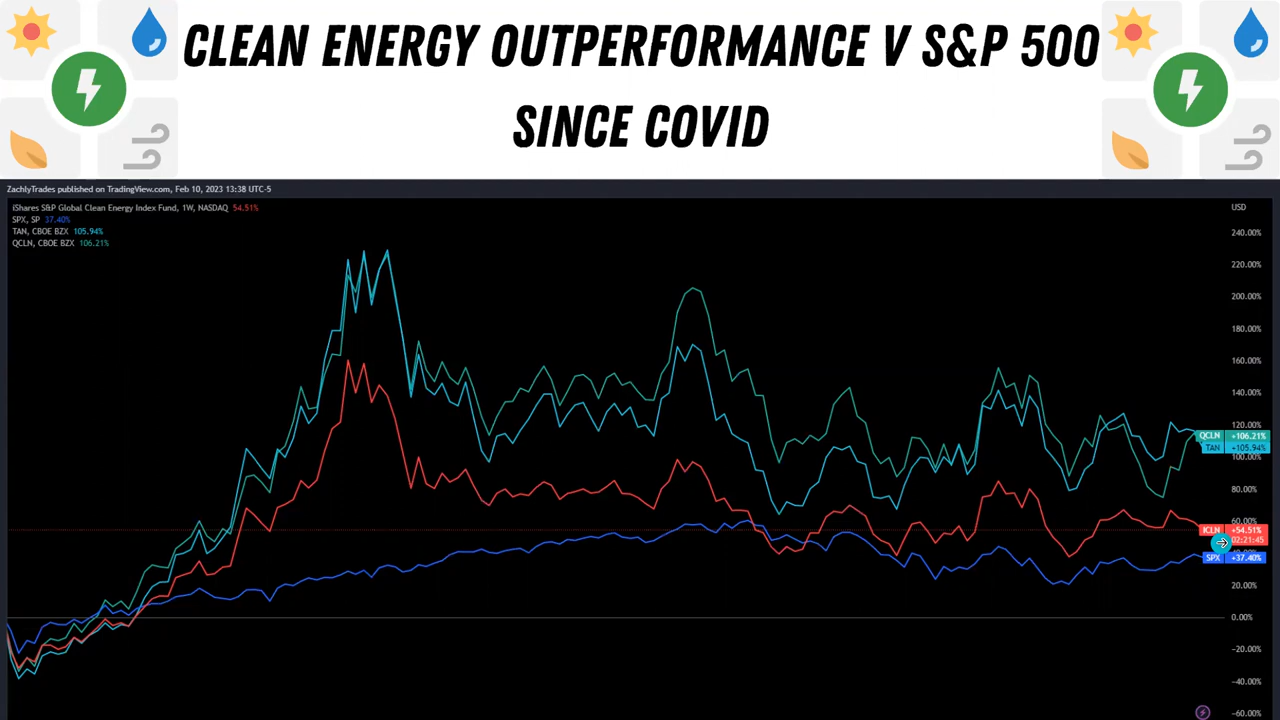 CLEAN ENERGY OUTPERFORMANCE V S&P 500
SINCE COVID
ZachlyTrades published on TradingView.com, Feb 10, 2023 13:38 UTC-5
iShares S&P Global Clean Energy Index Fund, 1W, NASDAQ 54.51%
SPX, SP 37.40%
TAN, CBOE BZX 105.94%
QCLN, CBOE BZX 106.21%
USD
240.00%
220.00%
200.00%
180.00%
160.00%
140.00%
120.00%
QCLN +106.21%
TAN +105.94%
100.00%
80.00%
60.00%
ICLN +54.51%
02:21:45
40.00%
SPX +37.40%
20.00%
0.00%
-20.00%
-40.00%
-60.00%